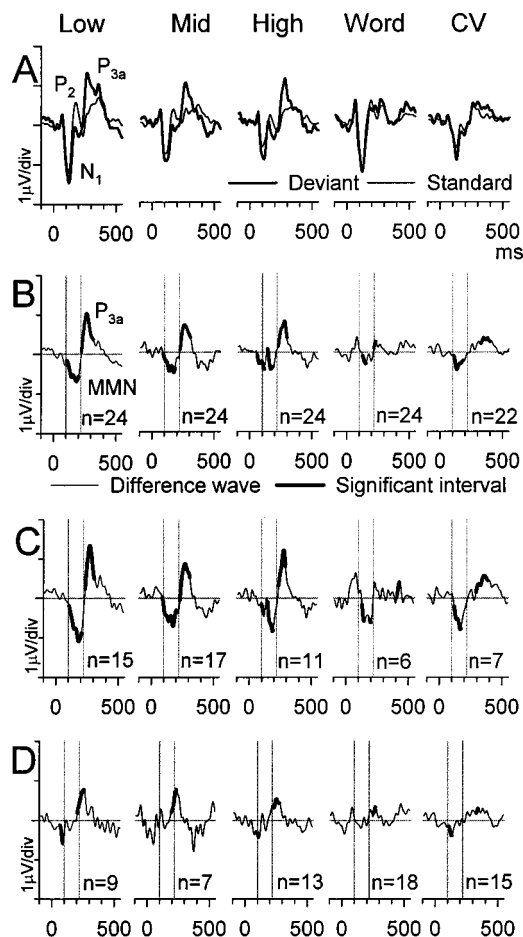 Low Mid High Word CV
A
P2 P3a
N1
1μV/div
Deviant Standard
0 500 0 500 0 500 0 500 0 500
ms
B
P3a
MMN
1μV/div
n=24 n=24 n=24 n=24 n=22
0 500 0 500 0 500 0 500 0 500
Difference wave Significant interval
C
1μV/div
n=15 n=17 n=11 n=6 n=7
0 500 0 500 0 500 0 500 0 500
D
1μV/div
n=9 n=7 n=13 n=18 n=15
0 500 0 500 0 500 0 500 0 500